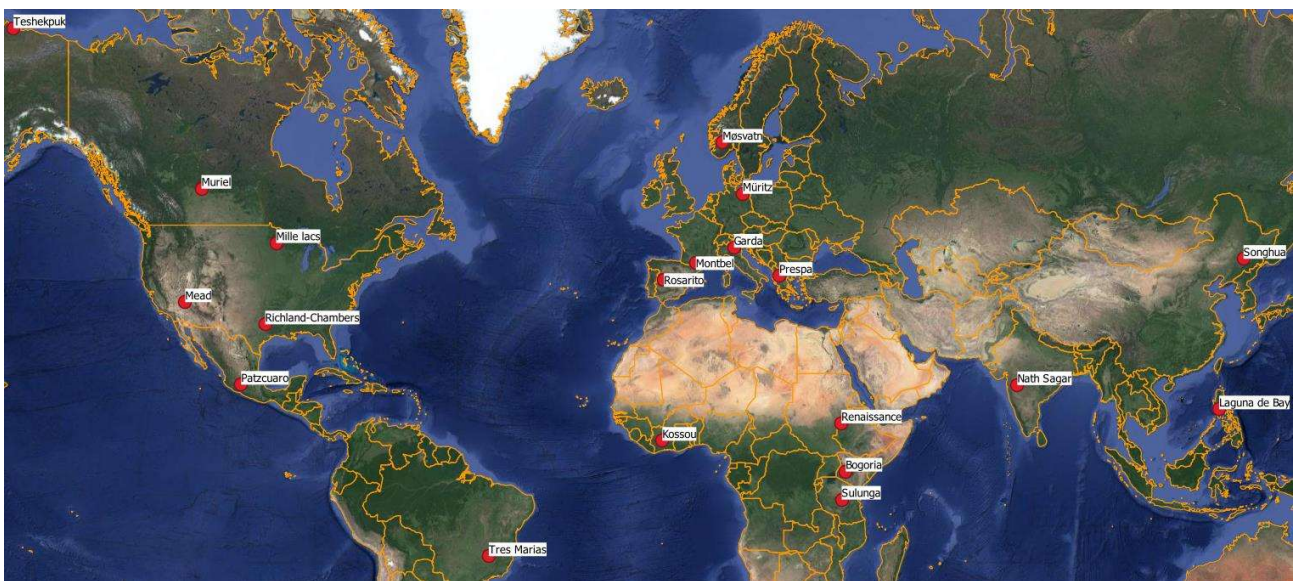 Teshekpuk
Møsvatn
Muriel
Müritz
Mille lacs
Garda
Songhua
Montbel
Prespa
Rosarito
Mead
Richland-Chambers
Patzcuaro
Nath Sagar
Laguna de Bay
Renaissance
Kossou
Bogoria
Sulunga
Tres Marias